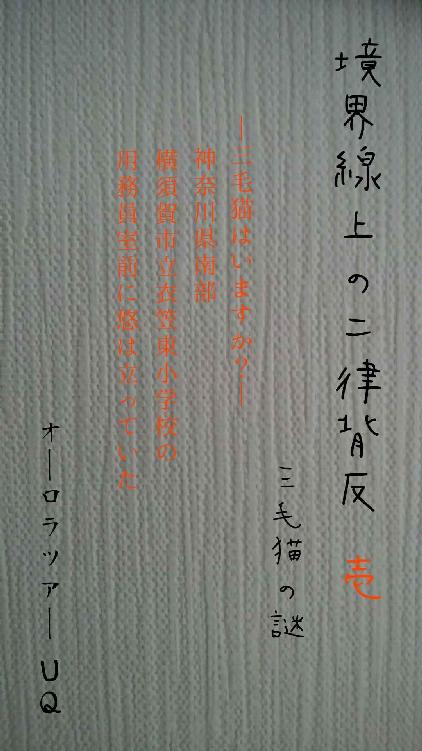 境界線上の二律背反 壱
三毛猫の謎
―三毛猫はいますか？―
神奈川県南部
横須賀市立衣笠東小学校の
用務員室前に悠は立っていた
オーロラツアーUQ